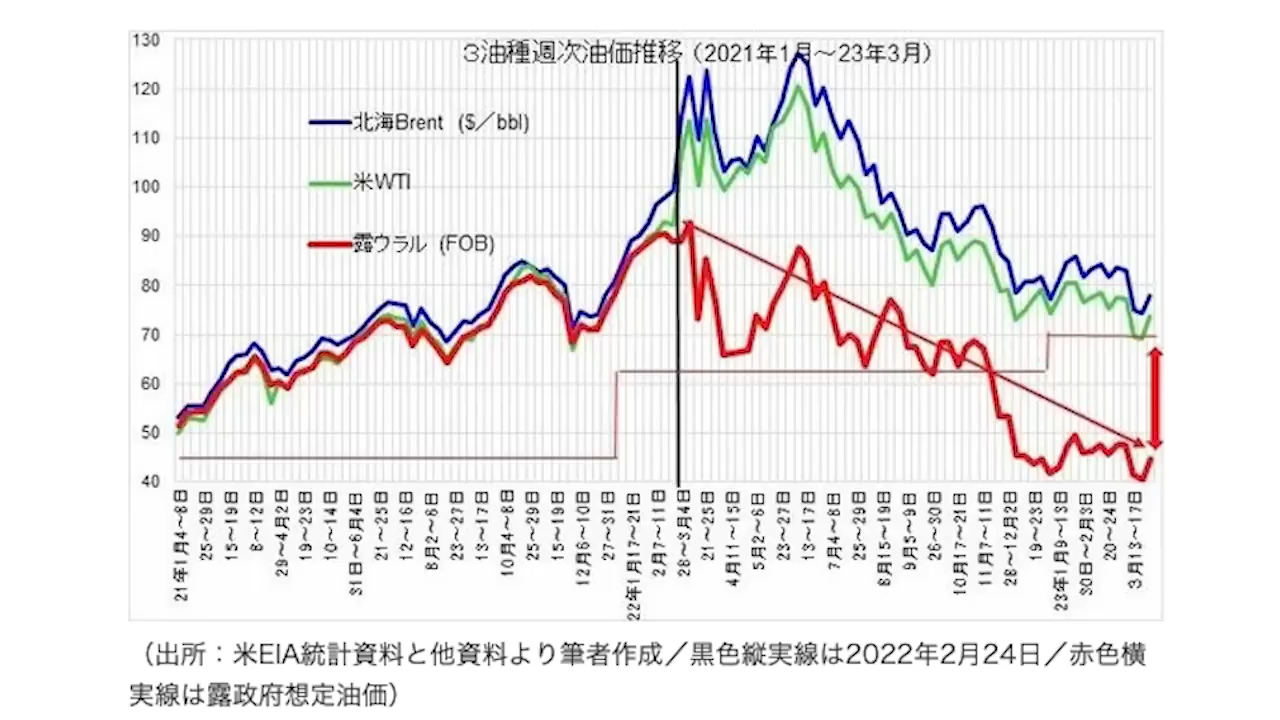 3油種週次油価推移（2021年1月～23年3月）
130
120
110
100
90
80
70
60
50
40
北海Brent ($／bbl)
米WTI
露ウラル (FOB)
21年1月4～8日
25～29日
15～19日
8～12日
29～4月2日
19～23日
10～14日
31日～6月4日
21～25日
12～16日
8月2～6日
23～27日
13～17日
10月4～8日
25～29日
15～19日
12月6～10日
27～31日
22年1月17～21日
2月7～11日
28～3月4日
21～25日
4月11～15日
5月2～6日
23～27日
13～17日
7月4～8日
25～29日
8月15～19日
9月5～9日
26～30日
10月17～21日
11月7～11日
28～12月2日
19～23日
23年1月9～13日
30日～2月3日
20～24日
3月13～17日
（出所：米EIA統計資料と他資料より筆者作成／黒色縦実線は2022年2月24日／赤色横
実線は露政府想定油価）